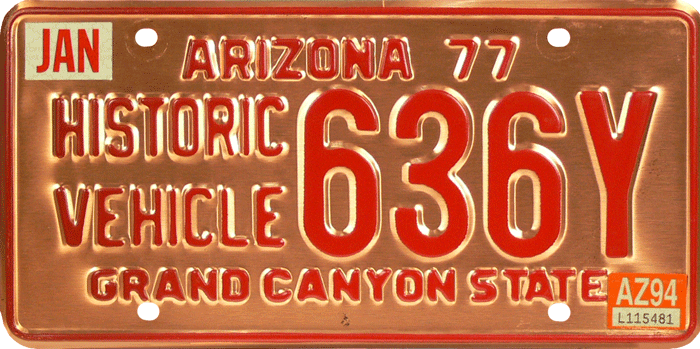 JAN
ARIZONA 77
HISTORIC
VEHICLE
636Y
GRAND CANYON STATE
AZ94
L115481